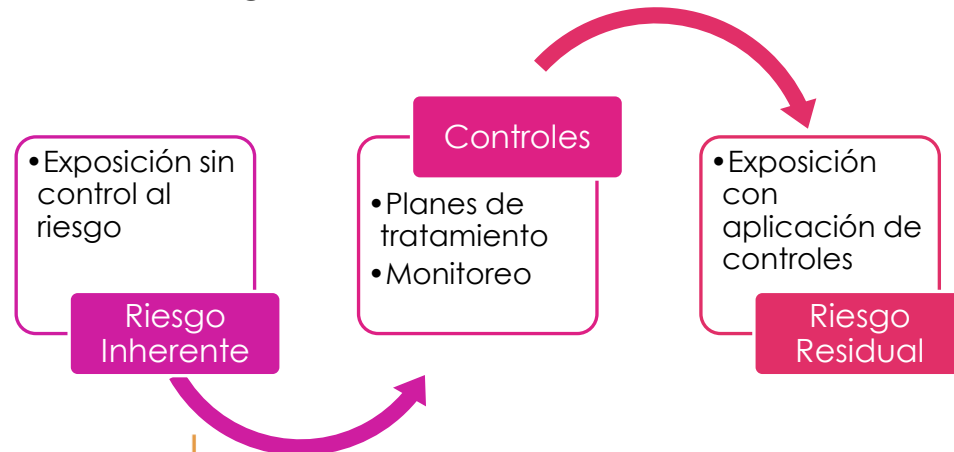 •Exposición sin
control al
riesgo
Riesgo
Inherente
Controles
•Planes de
tratamiento
•Monitoreo
•Exposición
con
aplicación de
controles
Riesgo
Residual